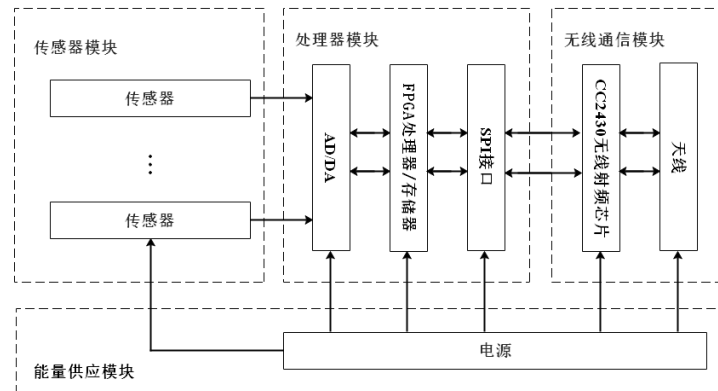 传感器模块
处理器模块
无线通信模块
传感器
...
传感器
AD/DA
FPGA处理器/存储器
SPI接口
CC2430无线射频芯片
天线
电源
能量供应模块